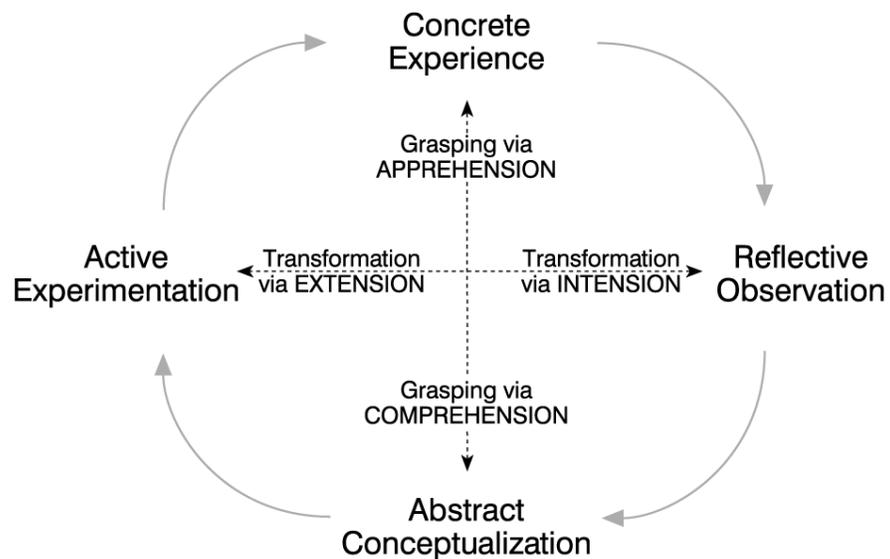 Concrete
Experience
Grasping via
APPREHENSION
Active
Experimentation
Transformation
via EXTENSION
Transformation
via INTENSION
Reflective
Observation
Grasping via
COMPREHENSION
Abstract
Conceptualization